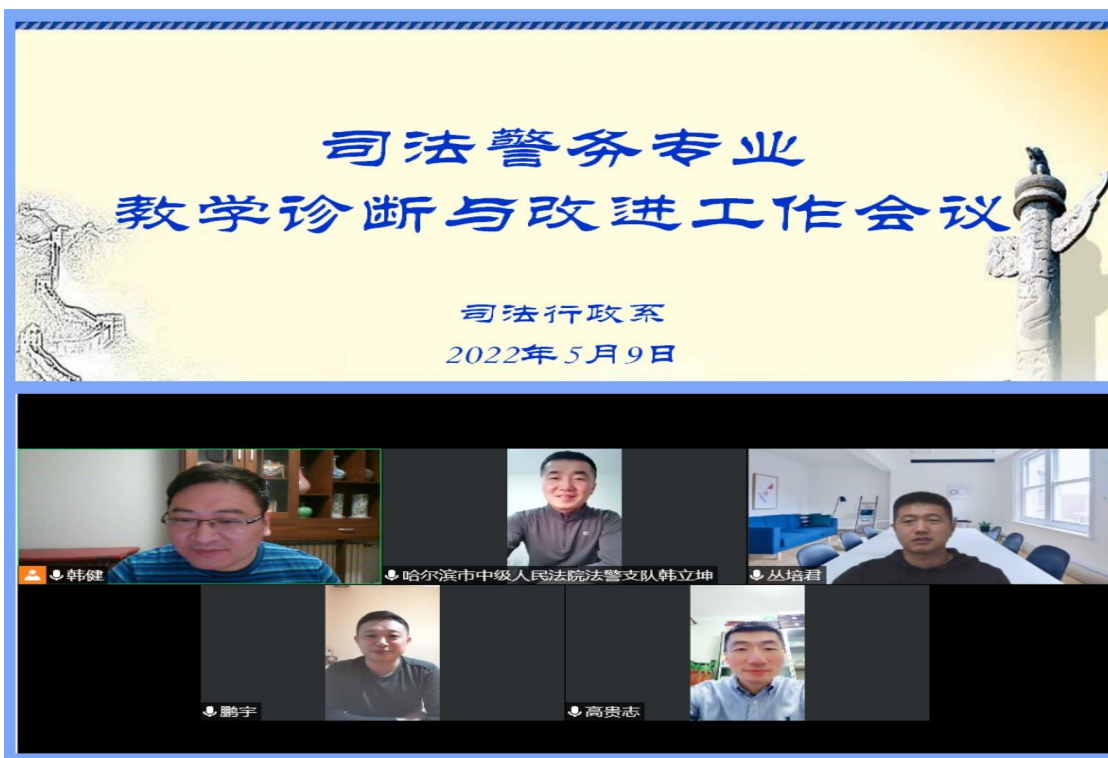 司法警务专业
教学诊断与改进工作会议
司法行政系
2022年5月9日
韩健
哈尔滨市中级人民法院法警支队韩立坤
丛培君
鹏宇
高贵志